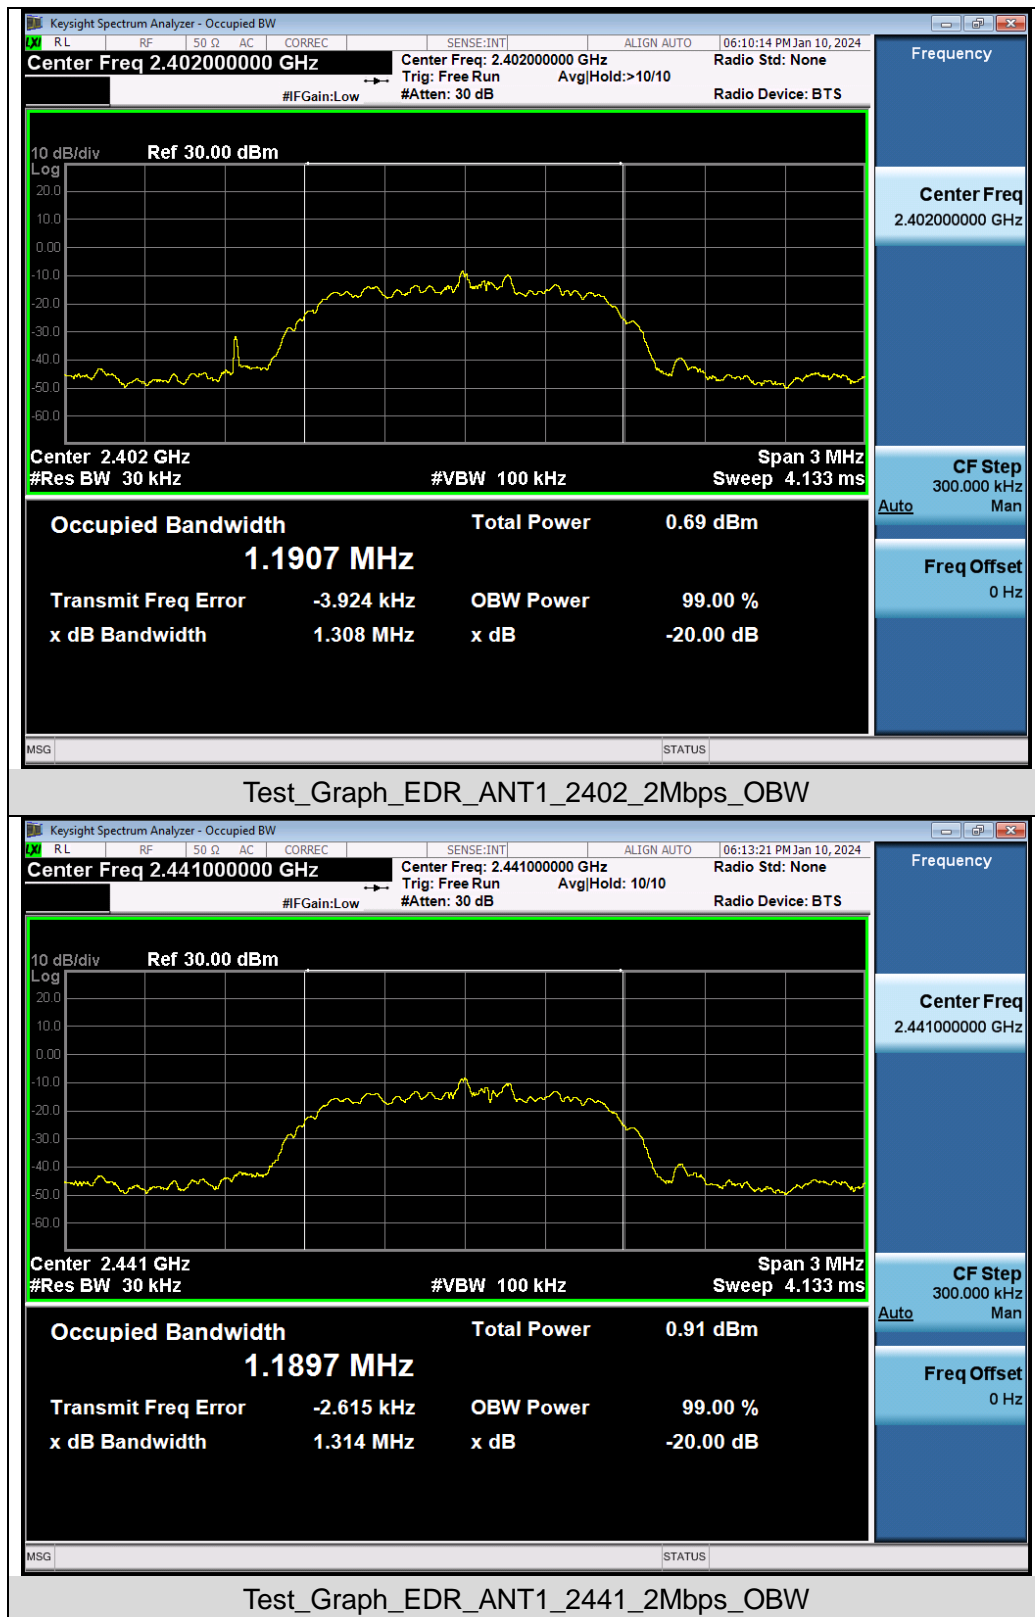 Keysight Spectrum Analyzer - Occupied BW
LXI RL RF 50 Ω AC CORREC SENSE:INT ALIGN AUTO 06:10:14 PM Jan 10, 2024
Center Freq 2.402000000 GHz
Center Freq: 2.402000000 GHz Radio Std: None
Trig: Free Run Avg|Hold:>10/10
#IFGain:Low #Atten: 30 dB Radio Device: BTS
Frequency
10 dB/div Ref 30.00 dBm
Log
20.0
10.0
0.00
-10.0
-20.0
-30.0
-40.0
-50.0
-60.0
Center 2.402 GHz Span 3 MHz
#Res BW 30 kHz #VBW 100 kHz Sweep 4.133 ms
Center Freq
2.402000000 GHz
CF Step
300.000 kHz
Auto Man
Freq Offset
0 Hz
Occupied Bandwidth Total Power 0.69 dBm
1.1907 MHz
Transmit Freq Error -3.924 kHz OBW Power 99.00 %
x dB Bandwidth 1.308 MHz x dB -20.00 dB
MSG STATUS
Test_Graph_EDR_ANT1_2402_2Mbps_OBW
Keysight Spectrum Analyzer - Occupied BW
LXI RL RF 50 Ω AC CORREC SENSE:INT ALIGN AUTO 06:13:21 PM Jan 10, 2024
Center Freq 2.441000000 GHz
Center Freq: 2.441000000 GHz Radio Std: None
Trig: Free Run Avg|Hold: 10/10
#IFGain:Low #Atten: 30 dB Radio Device: BTS
Frequency
10 dB/div Ref 30.00 dBm
Log
20.0
10.0
0.00
-10.0
-20.0
-30.0
-40.0
-50.0
-60.0
Center 2.441 GHz Span 3 MHz
#Res BW 30 kHz #VBW 100 kHz Sweep 4.133 ms
Center Freq
2.441000000 GHz
CF Step
300.000 kHz
Auto Man
Freq Offset
0 Hz
Occupied Bandwidth Total Power 0.91 dBm
1.1897 MHz
Transmit Freq Error -2.615 kHz OBW Power 99.00 %
x dB Bandwidth 1.314 MHz x dB -20.00 dB
MSG STATUS
Test_Graph_EDR_ANT1_2441_2Mbps_OBW